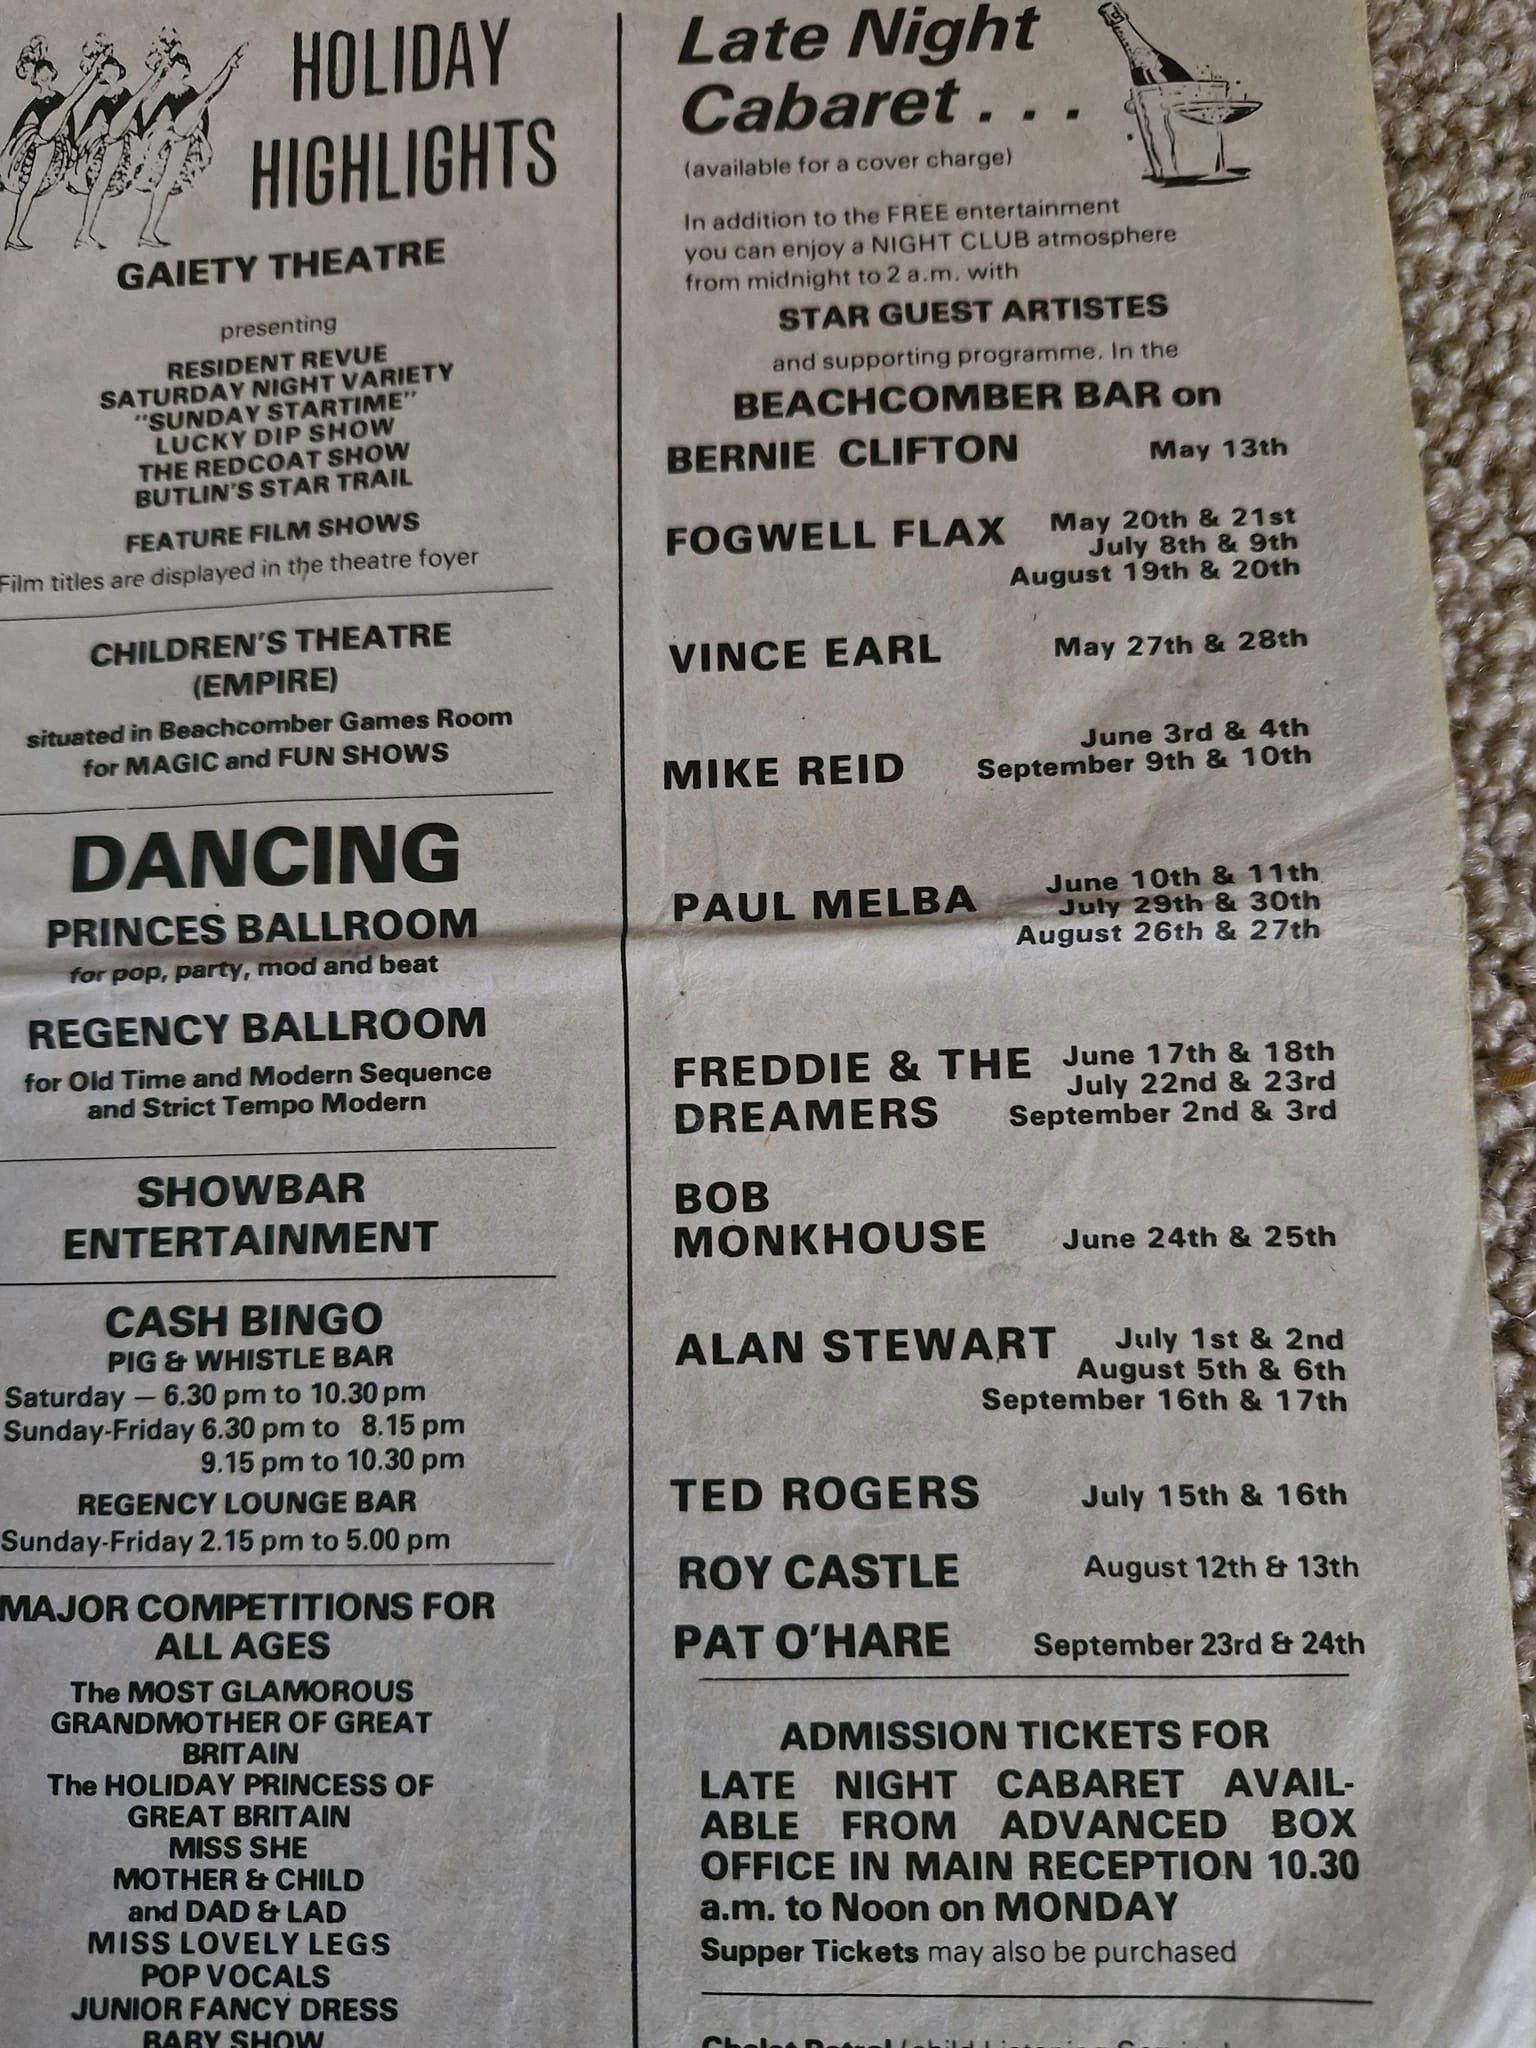 HOLIDAY
HIGHLIGHTS
GAIETY THEATRE
presenting
RESIDENT REVUE
SATURDAY NIGHT VARIETY
"SUNDAY STARTIME"
LUCKY DIP SHOW
THE REDCOAT SHOW
BUTLIN'S STAR TRAIL
FEATURE FILM SHOWS
Film titles are displayed in the theatre foyer
CHILDREN'S THEATRE
(EMPIRE)
situated in Beachcomber Games Room
for MAGIC and FUN SHOWS
DANCING
PRINCES BALLROOM
for pop, party, mod and beat
REGENCY BALLROOM
for Old Time and Modern Sequence
and Strict Tempo Modern
SHOWBAR
ENTERTAINMENT
CASH BINGO
PIG & WHISTLE BAR
Saturday — 6.30 pm to 10.30 pm
Sunday-Friday 6.30 pm to 8.15 pm
9.15 pm to 10.30 pm
REGENCY LOUNGE BAR
Sunday-Friday 2.15 pm to 5.00 pm
MAJOR COMPETITIONS FOR
ALL AGES
The MOST GLAMOROUS
GRANDMOTHER OF GREAT
BRITAIN
The HOLIDAY PRINCESS OF
GREAT BRITAIN
MISS SHE
MOTHER & CHILD
and DAD & LAD
MISS LOVELY LEGS
POP VOCALS
JUNIOR FANCY DRESS
BABY SHOW
Late Night
Cabaret . . .
(available for a cover charge)
In addition to the FREE entertainment
you can enjoy a NIGHT CLUB atmosphere
from midnight to 2 a.m. with
STAR GUEST ARTISTES
and supporting programme. In the
BEACHCOMBER BAR on
BERNIE CLIFTON May 13th
FOGWELL FLAX May 20th & 21st
July 8th & 9th
August 19th & 20th
VINCE EARL May 27th & 28th
MIKE REID June 3rd & 4th
September 9th & 10th
PAUL MELBA June 10th & 11th
July 29th & 30th
August 26th & 27th
FREDDIE & THE June 17th & 18th
July 22nd & 23rd
DREAMERS September 2nd & 3rd
BOB
MONKHOUSE June 24th & 25th
ALAN STEWART July 1st & 2nd
August 5th & 6th
September 16th & 17th
TED ROGERS July 15th & 16th
ROY CASTLE August 12th & 13th
PAT O'HARE September 23rd & 24th
ADMISSION TICKETS FOR
LATE NIGHT CABARET AVAIL-
ABLE FROM ADVANCED BOX
OFFICE IN MAIN RECEPTION 10.30
a.m. to Noon on MONDAY
Supper Tickets may also be purchased
Chalet Patrol (child Listening Service)